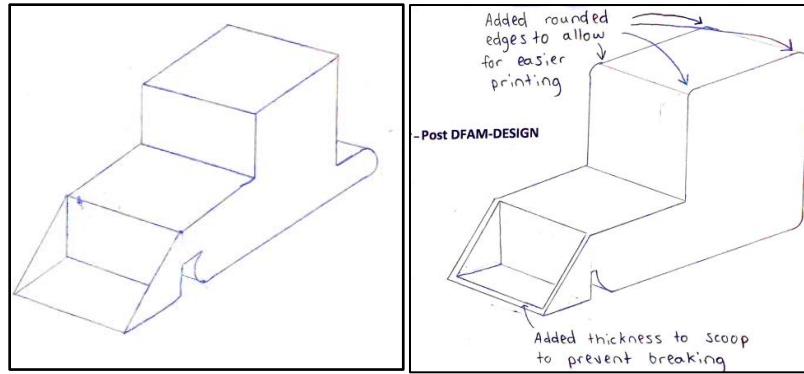 Added rounded
edges to allow
for easier
printing
-Post DFAM-DESIGN
Added thickness to scoop
to prevent breaking